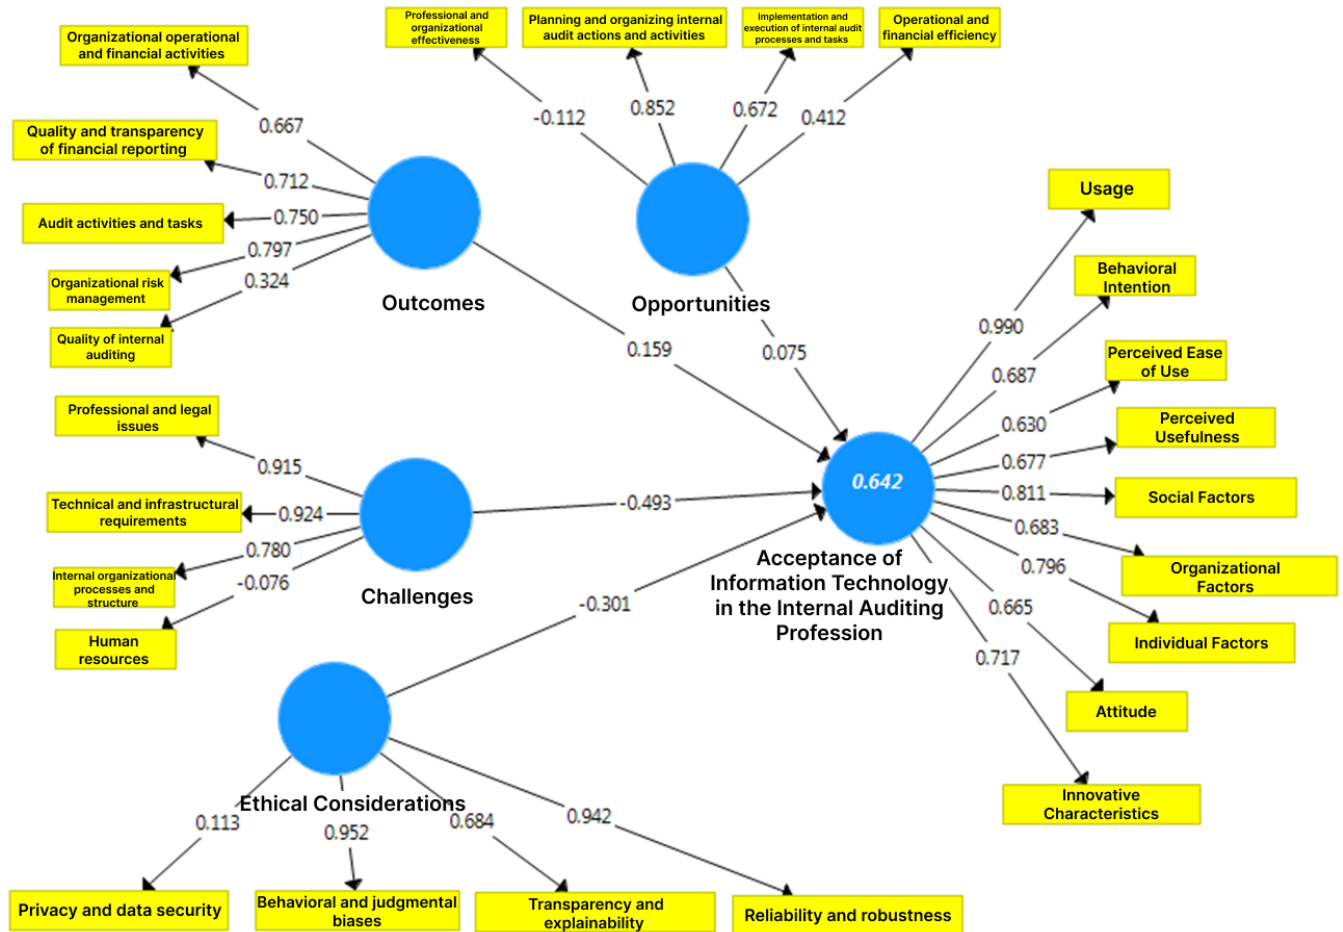 Organizational operational
and financial activities
Professional and
organizational
effectiveness
Planning and organizing internal
audit actions and activities
Implementation and
execution of internal audit
processes and tasks
Operational and
financial efficiency
0.667
-0.112
0.852
0.672
0.412
Quality and transparency
of financial reporting
0.712
Audit activities and tasks
0.750
0.797
Organizational risk
management
0.324
Quality of internal
auditing
Outcomes
Opportunities
0.159
0.075
Usage
Behavioral
Intention
0.990
0.687
Perceived Ease
of Use
0.630
Perceived
Usefulness
0.677
0.811
Social Factors
0.683
Organizational
Factors
0.796
Individual Factors
0.665
Attitude
0.717
Innovative
Characteristics
0.642
Acceptance of
Information Technology
in the Internal Auditing
Profession
Professional and legal
issues
0.915
Technical and infrastructural
requirements
0.924
0.780
Internal organizational
processes and
structure
-0.076
Human
resources
Challenges
-0.493
-0.301
Ethical Considerations
0.113
0.952
0.684
0.942
Privacy and data security
Behavioral and judgmental
biases
Transparency and
explainability
Reliability and robustness